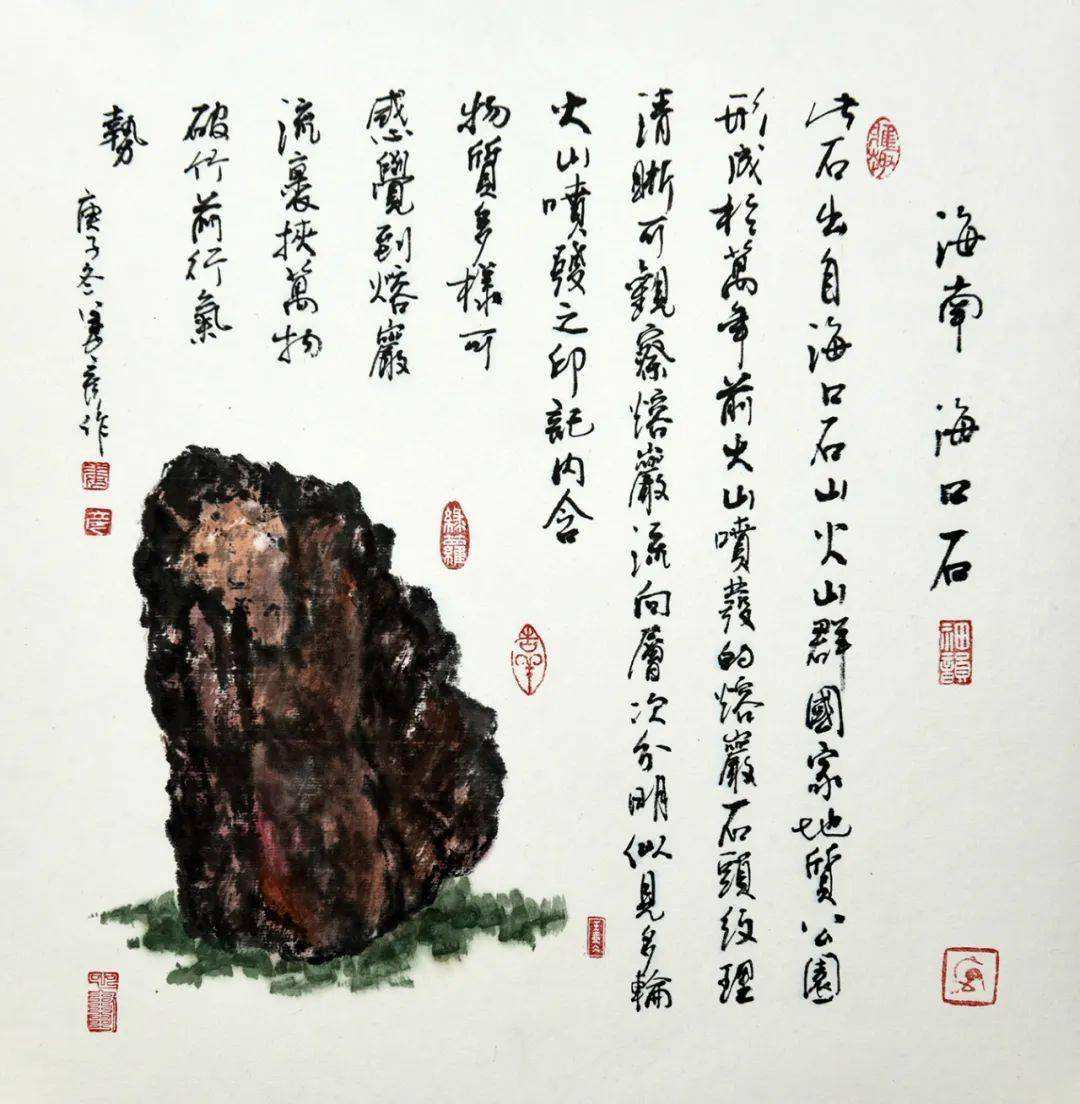 海南 海口石
此石出自海口石山火山群國家地質公園
形成於萬年前火山噴發的熔巖石頭紋理
清晰可觀察熔巖流向層次分明似見多輪
火山噴發之印記内含
物質多樣可
感覺到熔巖
流裹挾萬物
破竹前行氣
勢
庚子冬作
綠蘿